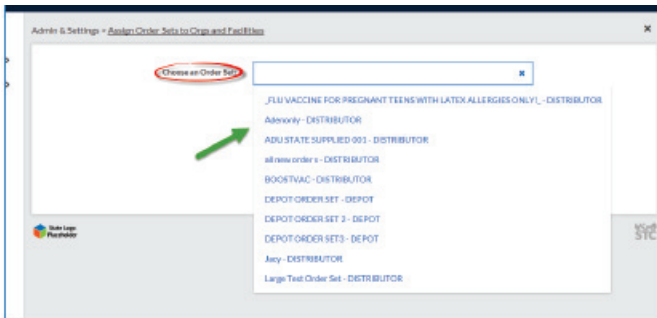 Admin & Settings > Assign Order Sets to Orgs and Facilities
Choose an Order Set:
_FLU VACCINE FOR PREGNANT TEENS WITH LATEX ALLERGIES ONLY!_ - DISTRIBUTOR
Adenonly - DISTRIBUTOR
ADU STATE SUPPLIED 001 - DISTRIBUTOR
all new orders - DISTRIBUTOR
BOOSTVAC - DISTRIBUTOR
DEPOT ORDER SET - DEPOT
DEPOT ORDER SET 2 - DEPOT
DEPOT ORDER SET3 - DEPOT
Jacy - DISTRIBUTOR
Large Test Order Set - DISTRIBUTOR
State Logo
Placeholder
STC